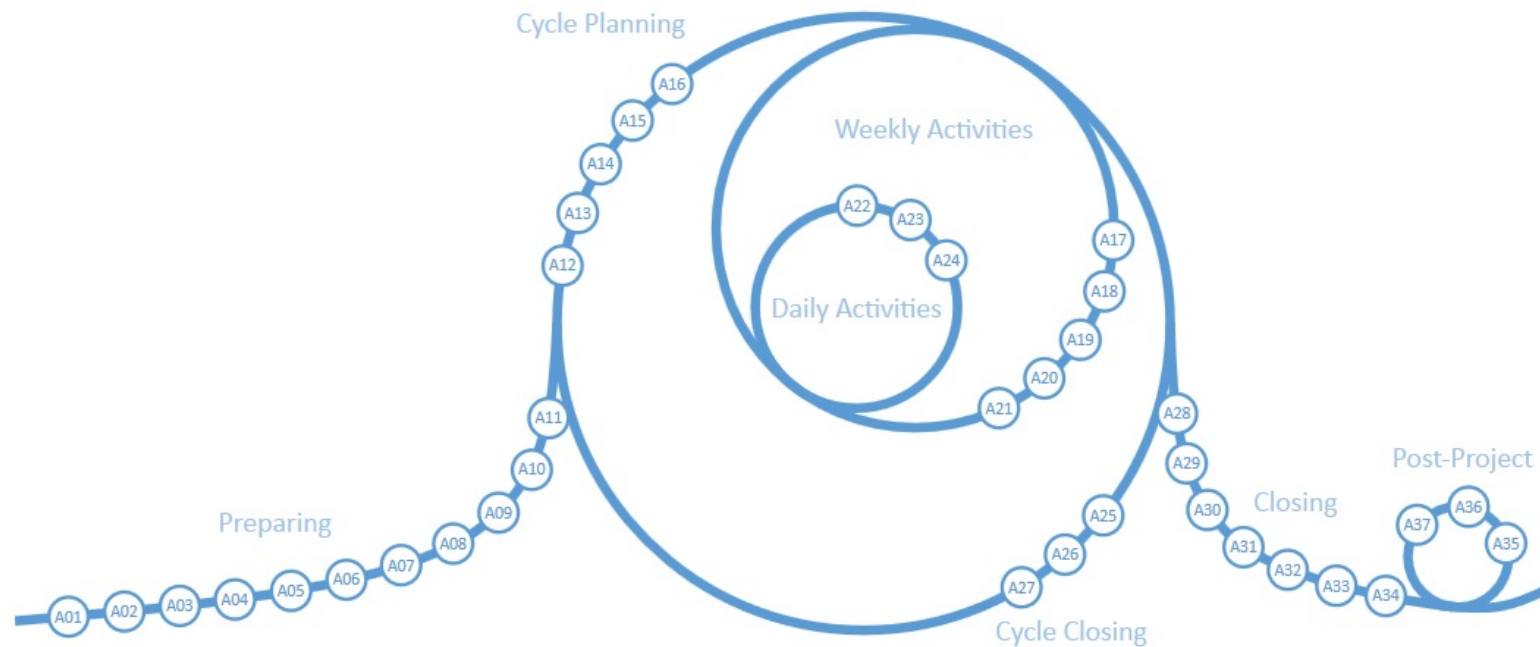 Preparing
A01
A02
A03
A04
A05
A06
A07
A08
A09
A10
A11
Cycle Planning
A12
A13
A14
A15
A16
Weekly Activities
A17
A18
A19
A20
A21
Daily Activities
A22
A23
A24
Cycle Closing
A25
A26
A27
Closing
A28
A29
A30
A31
A32
A33
A34
Post-Project
A35
A36
A37